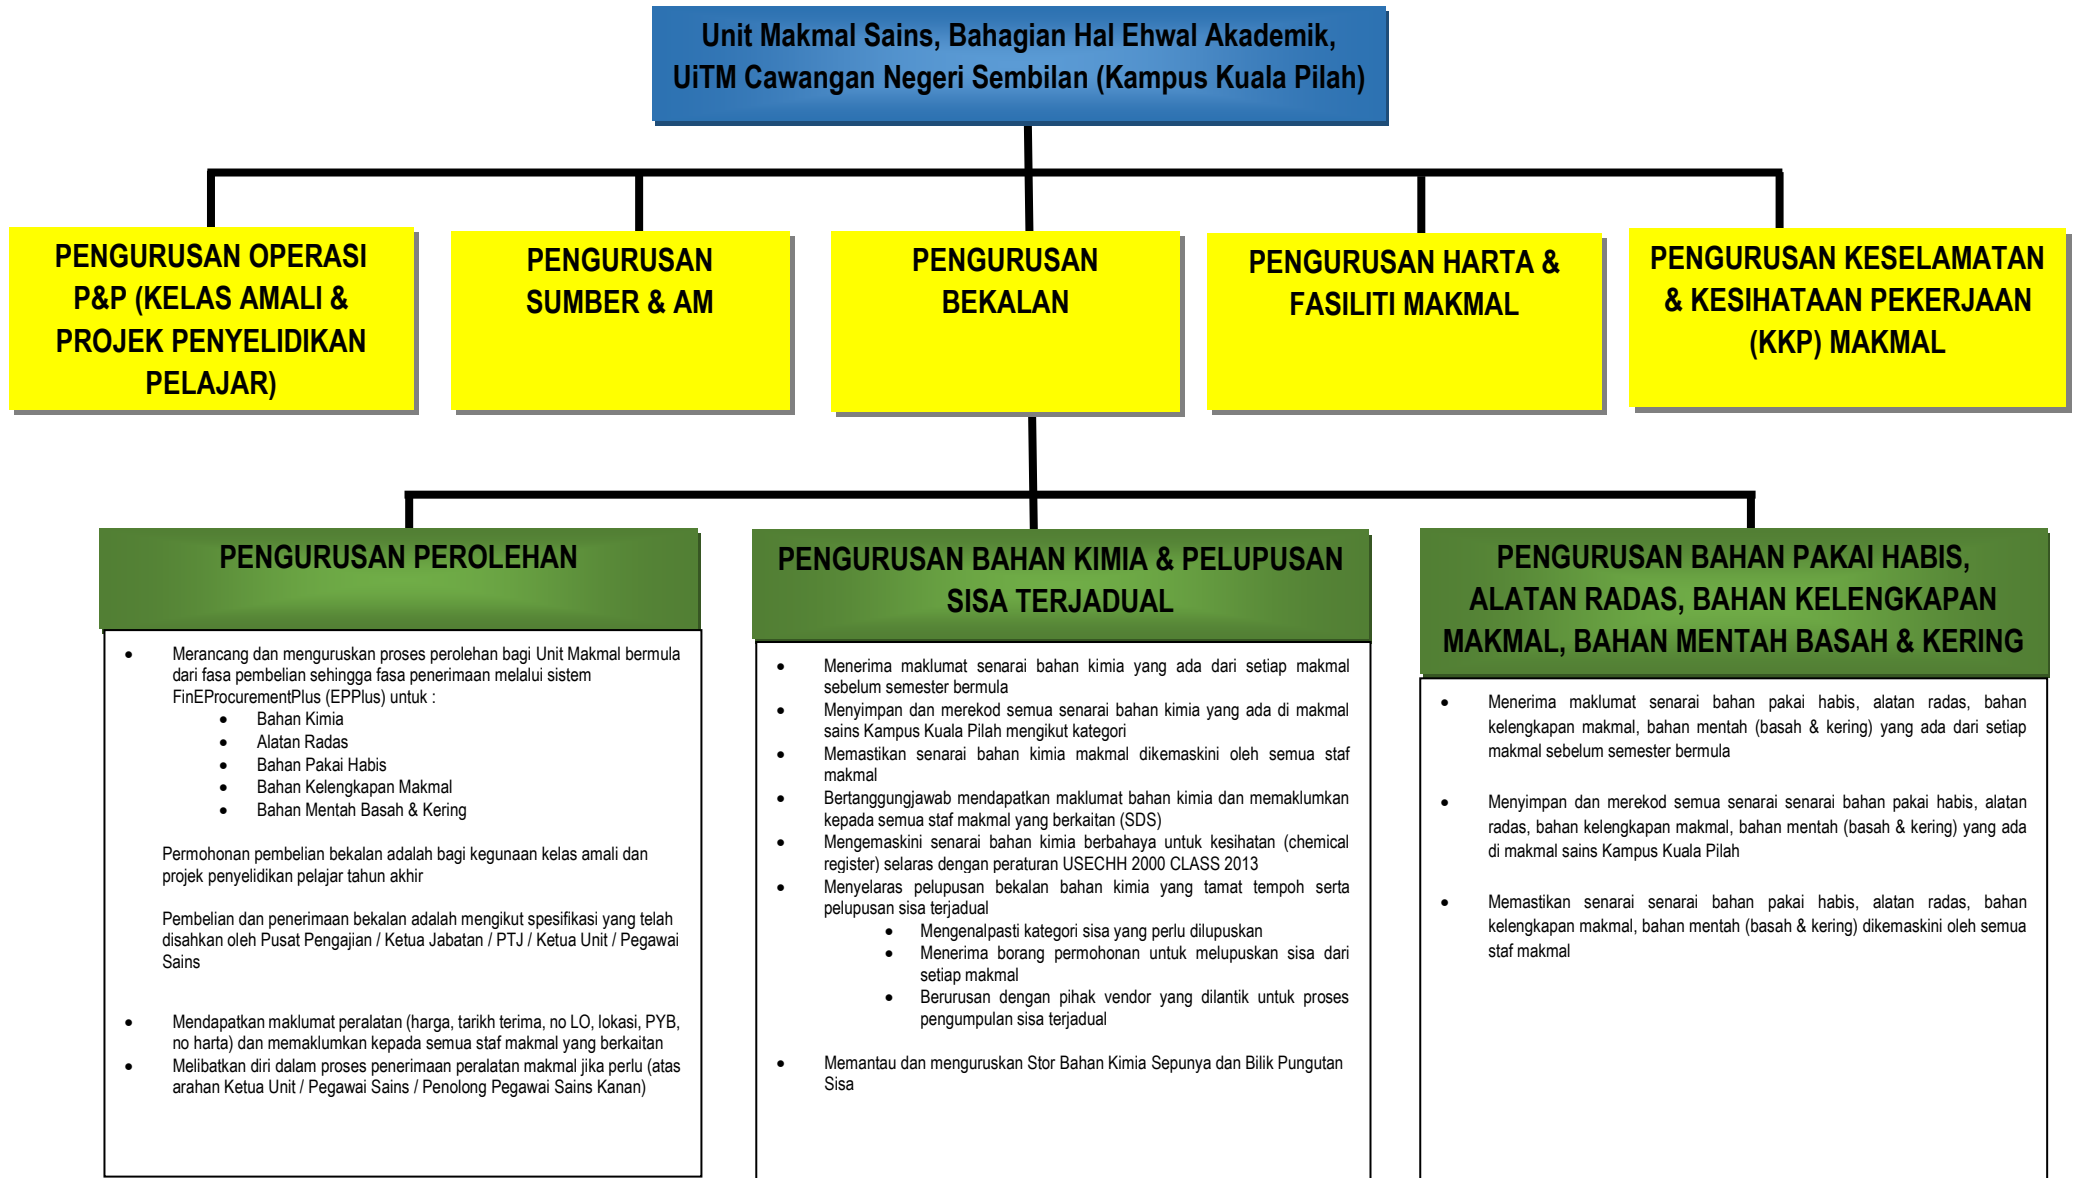 Unit Makmal Sains, Bahagian Hal Ehwal Akademik,
UiTM Cawangan Negeri Sembilan (Kampus Kuala Pilah)
PENGURUSAN OPERASI
P&P (KELAS AMALI &
PROJEK PENYELIDIKAN
PELAJAR)
PENGURUSAN
SUMBER & AM
PENGURUSAN
BEKALAN
PENGURUSAN HARTA &
FASILITI MAKMAL
PENGURUSAN KESELAMATAN
& KESIHATAAN PEKERJAAN
(KKP) MAKMAL
PENGURUSAN PEROLEHAN
• Merancang dan menguruskan proses perolehan bagi Unit Makmal bermula
dari fasa pembelian sehingga fasa penerimaan melalui sistem
FinEProcurementPlus (EPPlus) untuk :
• Bahan Kimia
• Alatan Radas
• Bahan Pakai Habis
• Bahan Kelengkapan Makmal
• Bahan Mentah Basah & Kering
Permohonan pembelian bekalan adalah bagi kegunaan kelas amali dan
projek penyelidikan pelajar tahun akhir
Pembelian dan penerimaan bekalan adalah mengikut spesifikasi yang telah
disahkan oleh Pusat Pengajian / Ketua Jabatan / PTJ / Ketua Unit / Pegawai
Sains
• Mendapatkan maklumat peralatan (harga, tarikh terima, no LO, lokasi, PYB,
no harta) dan memaklumkan kepada semua staf makmal yang berkaitan
• Melibatkan diri dalam proses penerimaan peralatan makmal jika perlu (atas
arahan Ketua Unit / Pegawai Sains / Penolong Pegawai Sains Kanan)
PENGURUSAN BAHAN KIMIA & PELUPUSAN
SISA TERJADUAL
• Menerima maklumat senarai bahan kimia yang ada dari setiap makmal
sebelum semester bermula
• Menyimpan dan merekod semua senarai bahan kimia yang ada di makmal
sains Kampus Kuala Pilah mengikut kategori
• Memastikan senarai bahan kimia makmal dikemaskini oleh semua staf
makmal
• Bertanggungjawab mendapatkan maklumat bahan kimia dan memaklumkan
kepada semua staf makmal yang berkaitan (SDS)
• Mengemaskini senarai bahan kimia berbahaya untuk kesihatan (chemical
register) selaras dengan peraturan USECHH 2000 CLASS 2013
• Menyelaras pelupusan bekalan bahan kimia yang tamat tempoh serta
pelupusan sisa terjadual
• Mengenalpasti kategori sisa yang perlu dilupuskan
• Menerima borang permohonan untuk melupuskan sisa dari
setiap makmal
• Berurusan dengan pihak vendor yang dilantik untuk proses
pengumpulan sisa terjadual
• Memantau dan menguruskan Stor Bahan Kimia Sepunya dan Bilik Pungutan
Sisa
PENGURUSAN BAHAN PAKAI HABIS,
ALATAN RADAS, BAHAN KELENGKAPAN
MAKMAL, BAHAN MENTAH BASAH & KERING
• Menerima maklumat senarai bahan pakai habis, alatan radas, bahan
kelengkapan makmal, bahan mentah (basah & kering) yang ada dari setiap
makmal sebelum semester bermula
• Menyimpan dan merekod semua senarai senarai bahan pakai habis, alatan
radas, bahan kelengkapan makmal, bahan mentah (basah & kering) yang ada
di makmal sains Kampus Kuala Pilah
• Memastikan senarai senarai bahan pakai habis, alatan radas, bahan
kelengkapan makmal, bahan mentah (basah & kering) dikemaskini oleh semua
staf makmal